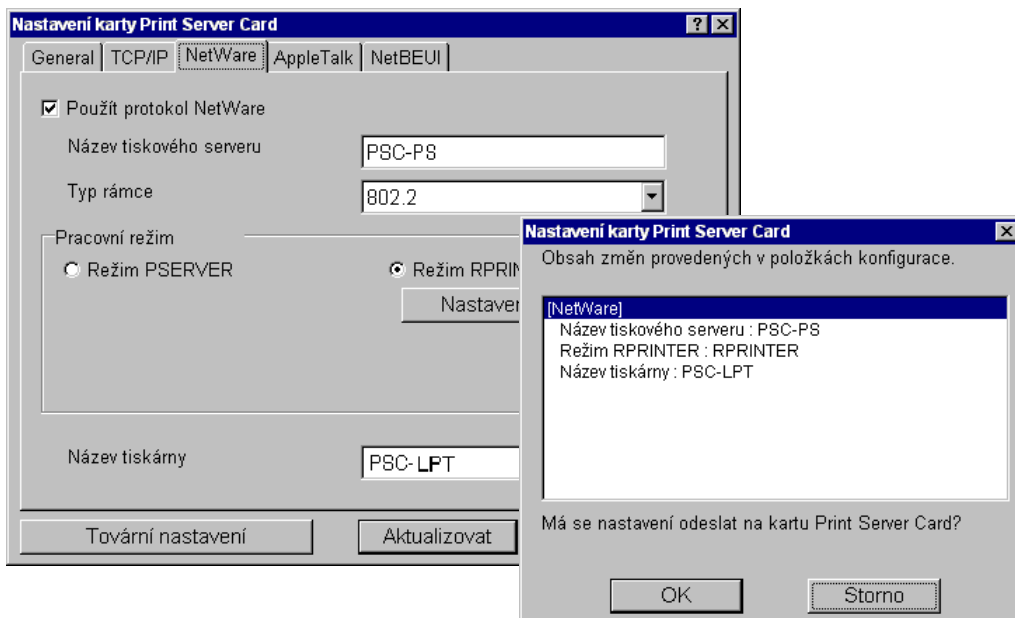 Nastavení karty Print Server Card
General TCP/IP NetWare AppleTalk NetBEUI
Použít protokol NetWare
Název tiskového serveru PSC-PS
Typ rámce 802.2
Pracovní režim
Režim PSERVER Režim RPRIN
Nastaven
Název tiskárny PSC-LPT
Tovární nastavení Aktualizovat
Nastavení karty Print Server Card
Obsah změn provedených v položkách konfigurace.
[NetWare]
Název tiskového serveru : PSC-PS
Režim RPRINTER : RPRINTER
Název tiskárny : PSC-LPT
Má se nastavení odeslat na kartu Print Server Card?
OK Storno